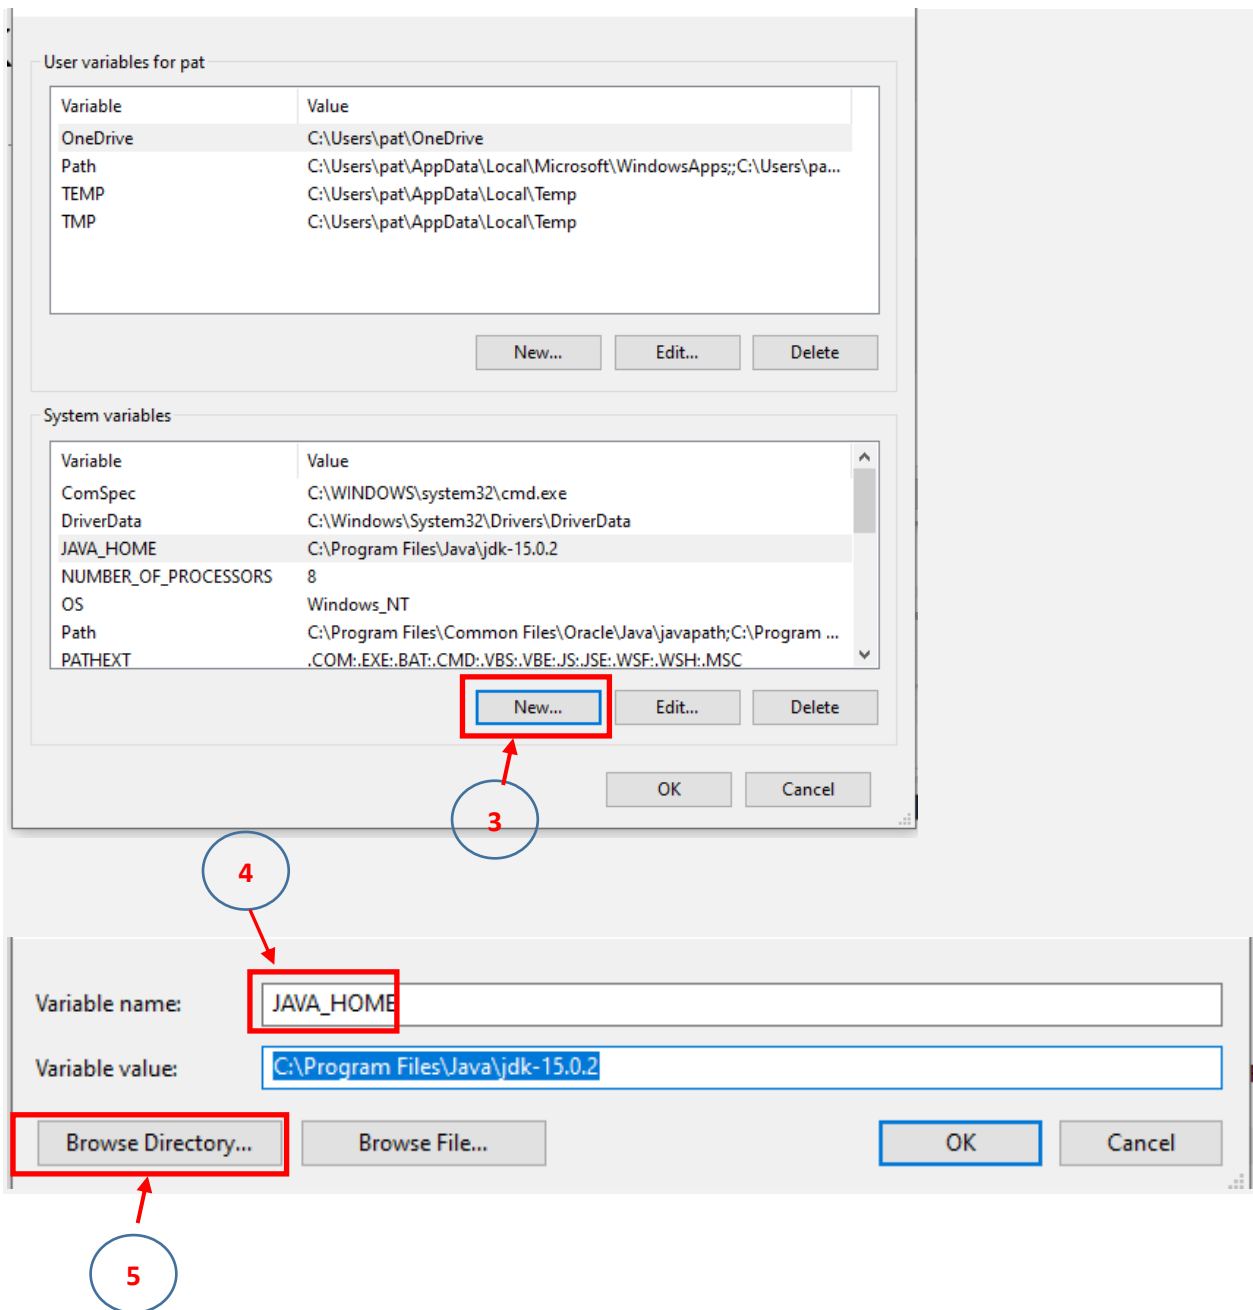 User variables for pat
Variable Value
OneDrive C:\Users\pat\OneDrive
Path C:\Users\pat\AppData\Local\Microsoft\WindowsApps;;C:\Users\pa...
TEMP C:\Users\pat\AppData\Local\Temp
TMP C:\Users\pat\AppData\Local\Temp
New... Edit... Delete
System variables
Variable Value
ComSpec C:\WINDOWS\system32\cmd.exe
DriverData C:\Windows\System32\Drivers\DriverData
JAVA_HOME C:\Program Files\Java\jdk-15.0.2
NUMBER_OF_PROCESSORS 8
OS Windows_NT
Path C:\Program Files\Common Files\Oracle\Java\javapath;C:\Program ...
PATHEXT .COM;.EXE;.BAT;.CMD;.VBS;.VBE;.JS;.JSE;.WSF;.WSH;.MSC
New... Edit... Delete
OK Cancel
3
4
Variable name: JAVA_HOME
Variable value: C:\Program Files\Java\jdk-15.0.2
Browse Directory... Browse File... OK Cancel
5